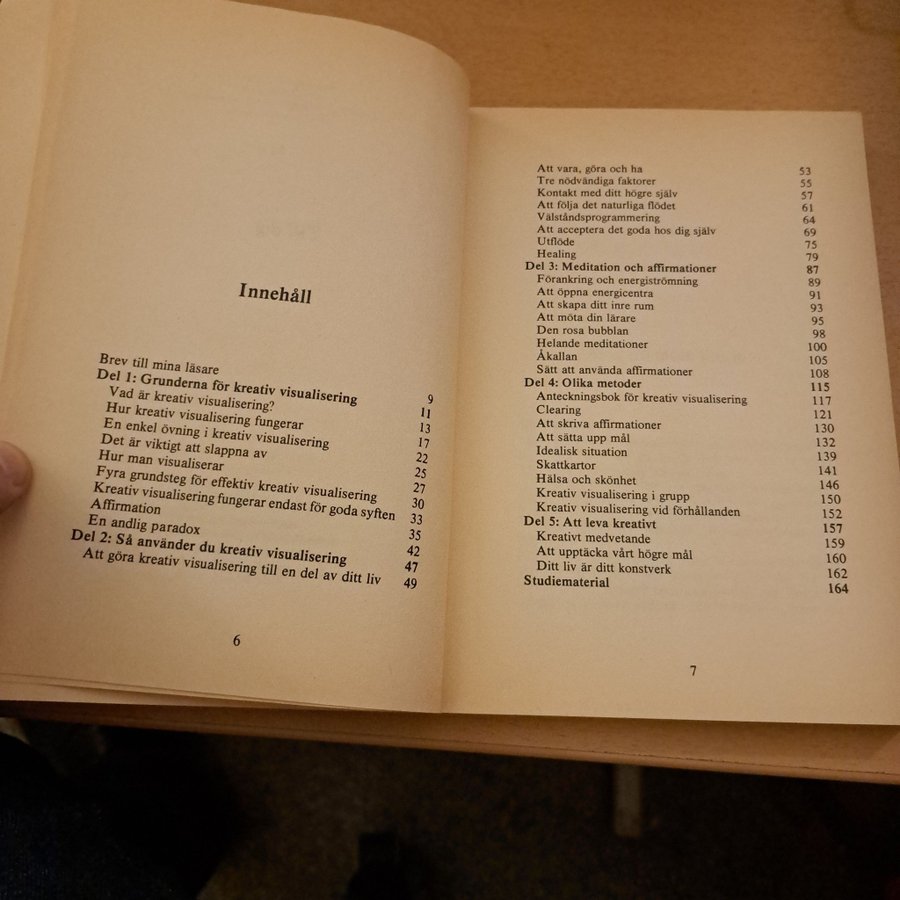 Innehåll
Brev till mina läsare 9
Del 1: Grunderna för kreativ visualisering 11
Vad är kreativ visualisering? 13
Hur kreativ visualisering fungerar 17
En enkel övning i kreativ visualisering 22
Det är viktigt att slappna av 25
Hur man visualiserar 27
Fyra grundsteg för effektiv kreativ visualisering 30
Kreativ visualisering fungerar endast för goda syften 33
Affirmation 35
En andlig paradox 42
Del 2: Så använder du kreativ visualisering 47
Att göra kreativ visualisering till en del av ditt liv 49
6
Att vara, göra och ha 53
Tre nödvändiga faktorer 55
Kontakt med ditt högre själv 57
Att följa det naturliga flödet 61
Välståndsprogrammering 64
Att acceptera det goda hos dig själv 69
Utflöde 75
Healing 79
Del 3: Meditation och affirmationer 87
Förankring och energiströmning 89
Att öppna energicentra 91
Att skapa ditt inre rum 93
Att möta din lärare 95
Den rosa bubblan 98
Helande meditationer 100
Åkallan 105
Sätt att använda affirmationer 108
Del 4: Olika metoder 115
Anteckningsbok för kreativ visualisering 117
Clearing 121
Att skriva affirmationer 130
Att sätta upp mål 132
Idealisk situation 139
Skattkartor 141
Hälsa och skönhet 146
Kreativ visualisering i grupp 150
Kreativ visualisering vid förhållanden 152
Del 5: Att leva kreativt 157
Kreativt medvetande 159
Att upptäcka vårt högre mål 160
Ditt liv är ditt konstverk 162
Studiematerial 164
7